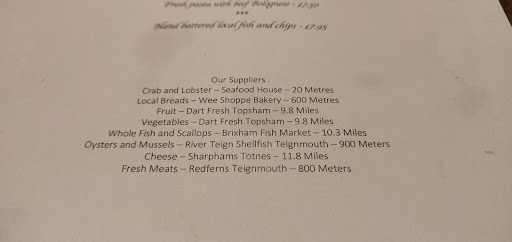 Fresh pasta with beef Bolognese - £7.50
***
Hand battered local fish and chips - £7.95
Our Suppliers
Crab and Lobster – Seafood House – 20 Metres
Local Breads – Wee Shoppe Bakery – 600 Metres
Fruit – Dart Fresh Topsham – 9.8 Miles
Vegetables – Dart Fresh Topsham – 9.8 Miles
Whole Fish and Scallops – Brixham Fish Market – 10.3 Miles
Oysters and Mussels – River Teign Shellfish Teignmouth – 900 Meters
Cheese – Sharphams Totnes – 11.8 Miles
Fresh Meats – Redferns Teignmouth – 800 Meters